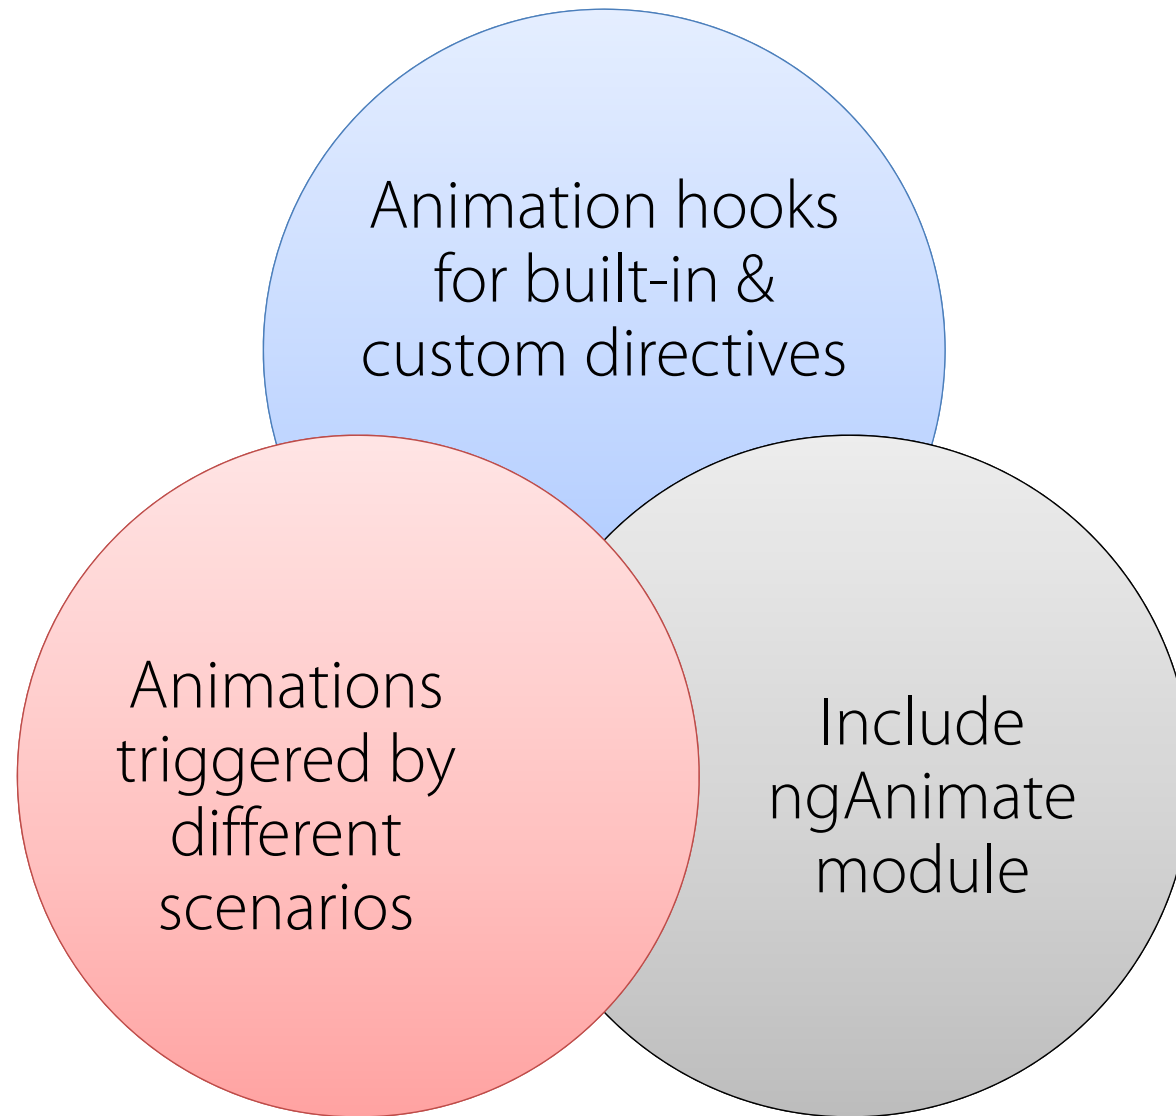 Animation hooks
for built-in &
custom directives
Animations
triggered by
different
scenarios
Include
ngAnimate
module